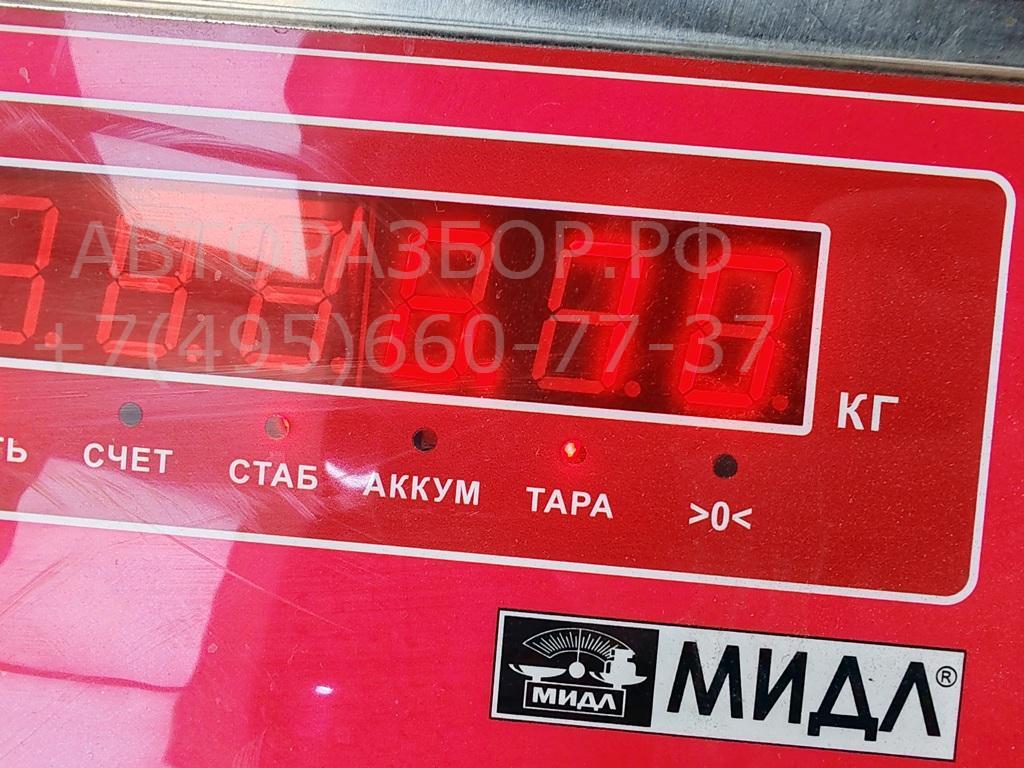 АВТОРАЗБОР.РФ
+7(495)660-77-37
КГ
СЧЕТ СТАБ АККУМ ТАРА >0<
МИДЛ МИДЛ®